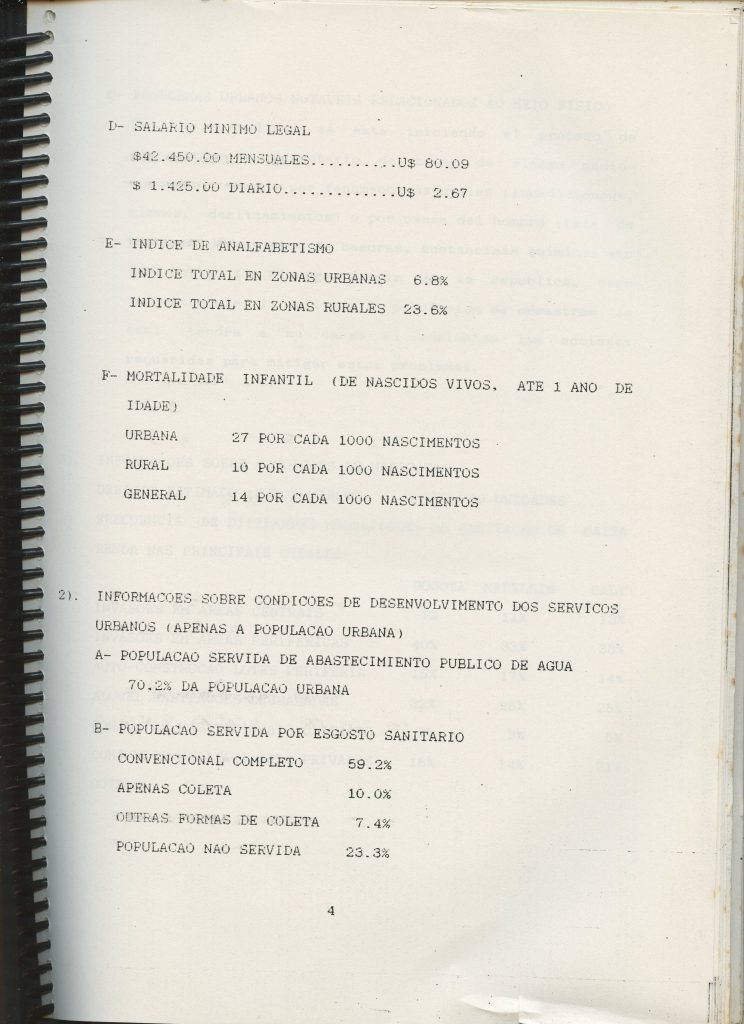 D- SALARIO MINIMO LEGAL
$42.450.00 MENSUALES..........U$ 80.09
$ 1.425.00 DIARIO.............U$ 2.67
E- INDICE DE ANALFABETISMO
INDICE TOTAL EN ZONAS URBANAS 6.8%
INDICE TOTAL EN ZONAS RURALES 23.6%
F- MORTALIDADE INFANTIL (DE NASCIDOS VIVOS. ATE 1 ANO DE
IDADE)
URBANA 27 POR CADA 1000 NASCIMENTOS
RURAL 10 POR CADA 1000 NASCIMENTOS
GENERAL 14 POR CADA 1000 NASCIMENTOS
2). INFORMACOES SOBRE CONDICOES DE DESENVOLVIMENTO DOS SERVICOS
URBANOS (APENAS A POPULACAO URBANA)
A- POPULACAO SERVIDA DE ABASTECIMIENTO PUBLICO DE AGUA
70.2% DA POPULACAO URBANA
B- POPULACAO SERVIDA POR ESGOSTO SANITARIO
CONVENCIONAL COMPLETO 59.2%
APENAS COLETA 10.0%
OUTRAS FORMAS DE COLETA 7.4%
POPULACAO NAO SERVIDA 23.3%
4